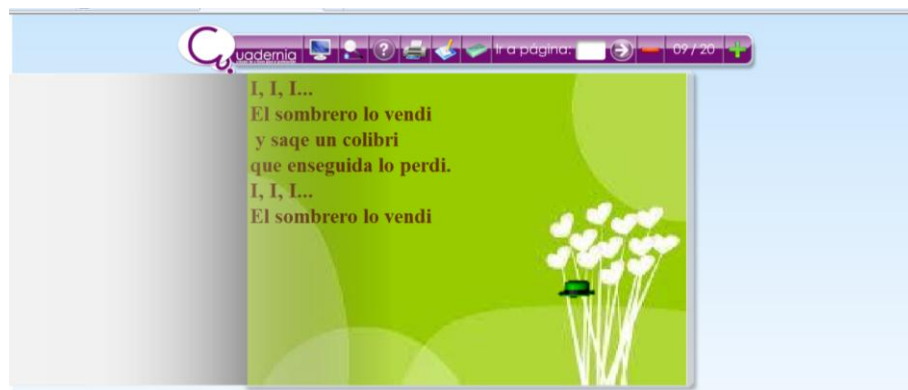 Cuadernia
Ir a página: 09 / 20
I, I, I...
El sombrero lo vendi
y saqe un colibri
que enseguida lo perdi.
I, I, I...
El sombrero lo vendi